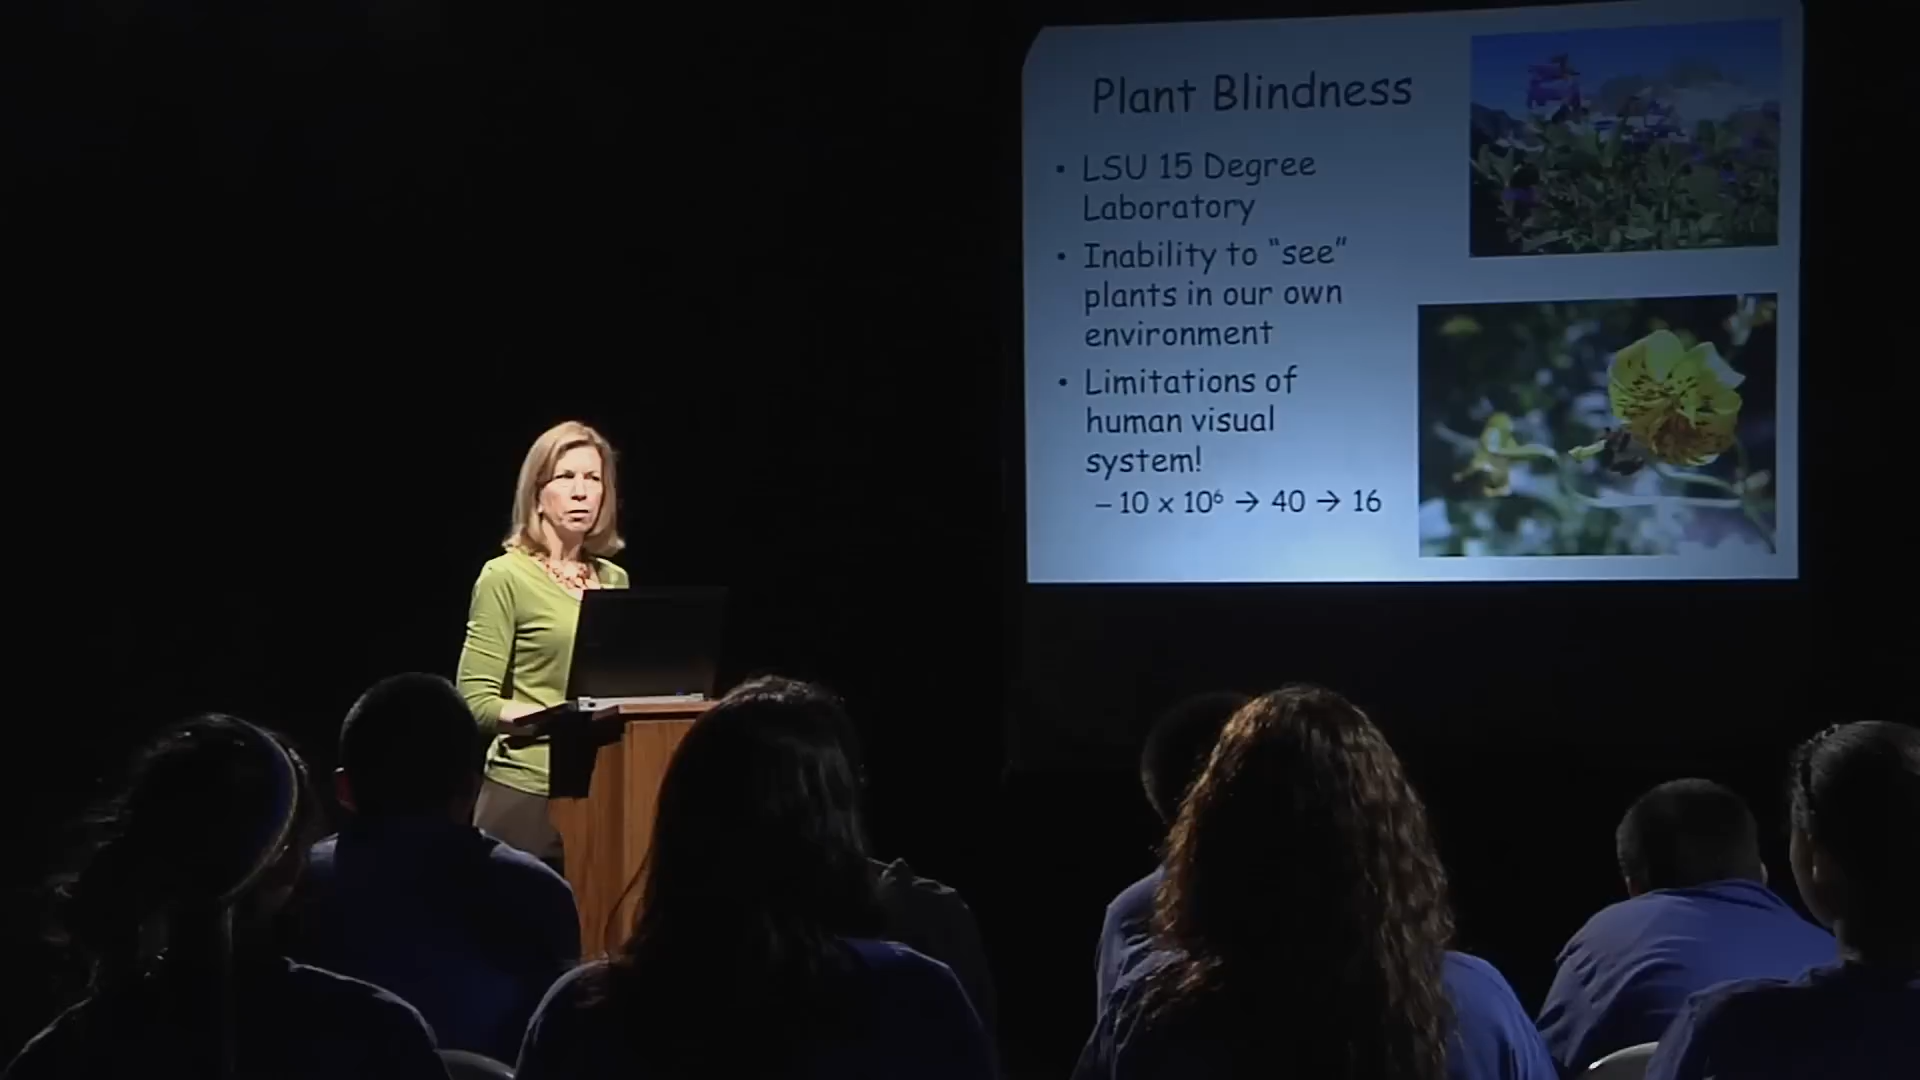 Plant Blindness
• LSU 15 Degree
Laboratory
• Inability to “see”
plants in our own
environment
• Limitations of
human visual
system!
– 10 x 10⁶ → 40 → 16